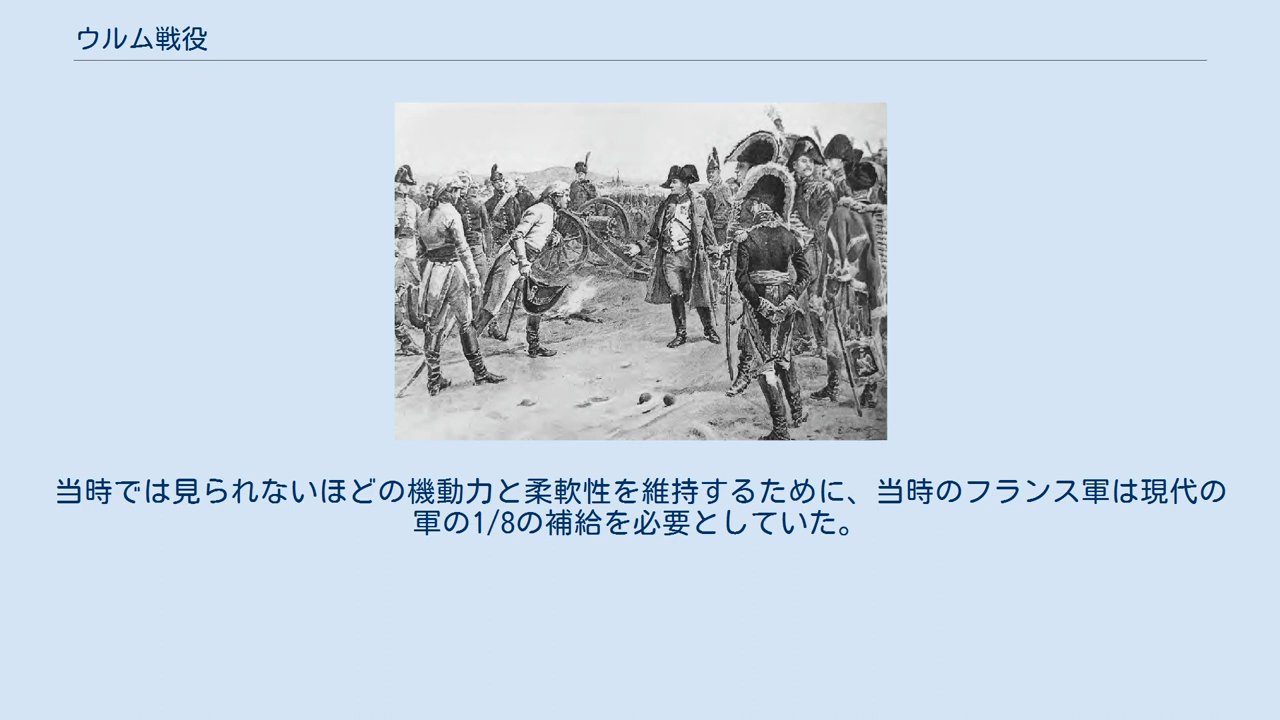 ウルム戦役
当時では見られないほどの機動力と柔軟性を維持するために、当時のフランス軍は現代の
軍の1/8の補給を必要としていた。